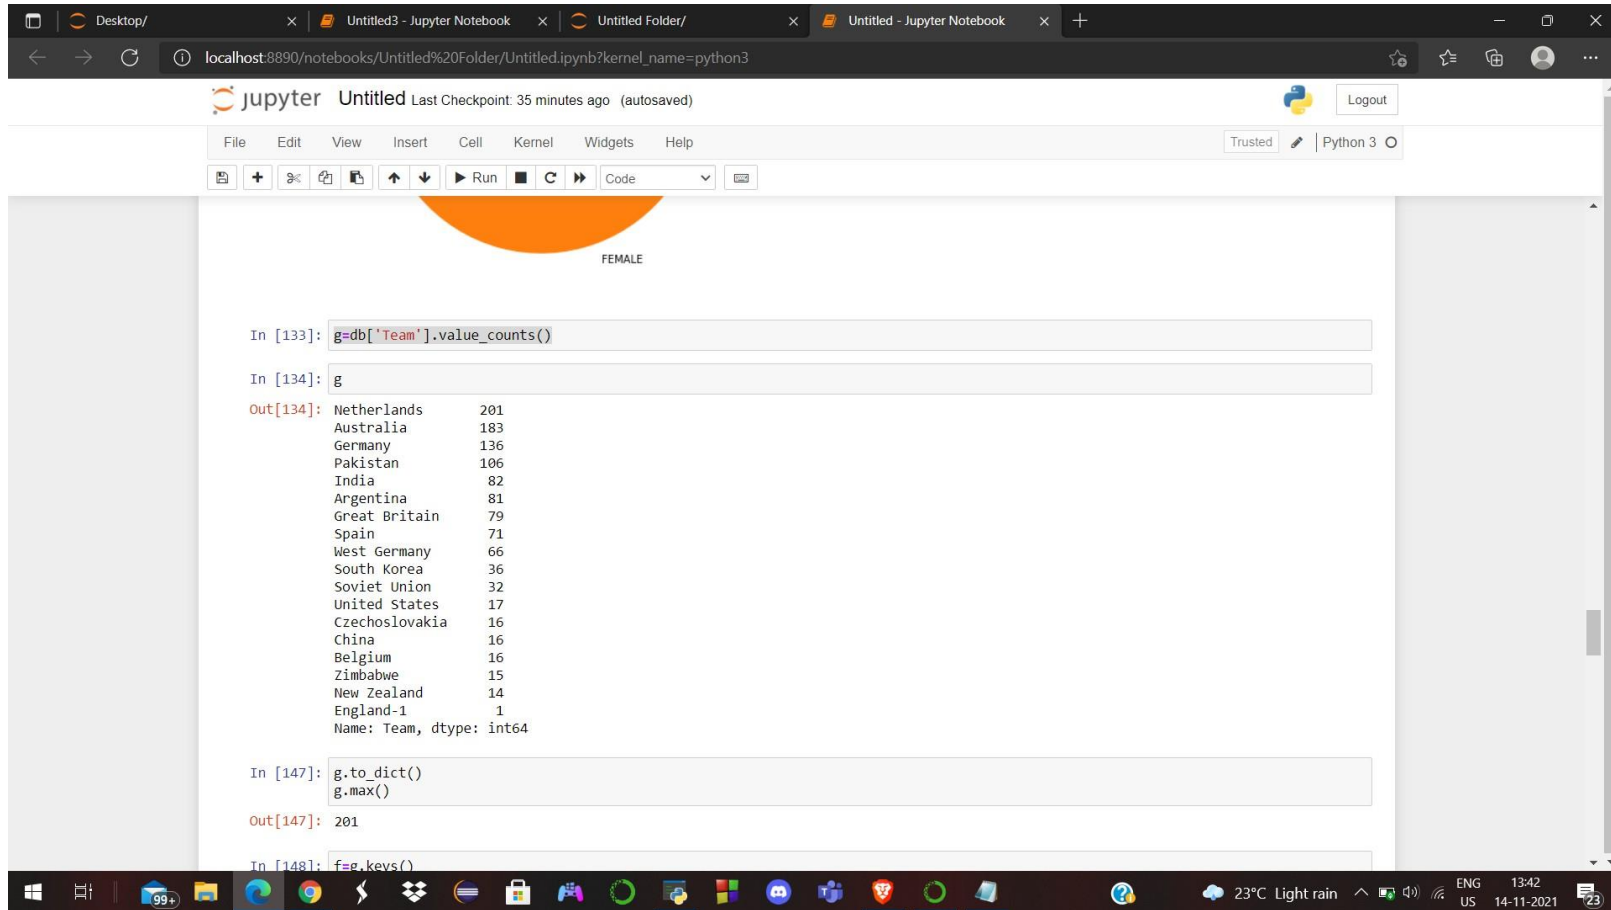 Desktop/
Untitled3 - Jupyter Notebook
Untitled Folder/
Untitled - Jupyter Notebook
localhost:8890/notebooks/Untitled%20Folder/Untitled.ipynb?kernel_name=python3
jupyter Untitled Last Checkpoint: 35 minutes ago (autosaved)
Logout
File Edit View Insert Cell Kernel Widgets Help
Trusted Python 3
Run Code
FEMALE
In [133]: g=db['Team'].value_counts()
In [134]: g
Out[134]: Netherlands 201
Australia 183
Germany 136
Pakistan 106
India 82
Argentina 81
Great Britain 79
Spain 71
West Germany 66
South Korea 36
Soviet Union 32
United States 17
Czechoslovakia 16
China 16
Belgium 16
Zimbabwe 15
New Zealand 14
England-1 1
Name: Team, dtype: int64
In [147]: g.to_dict()
g.max()
Out[147]: 201
In [148]: f=g.keys()
99+
23°C Light rain
ENG
US
13:42
14-11-2021
23